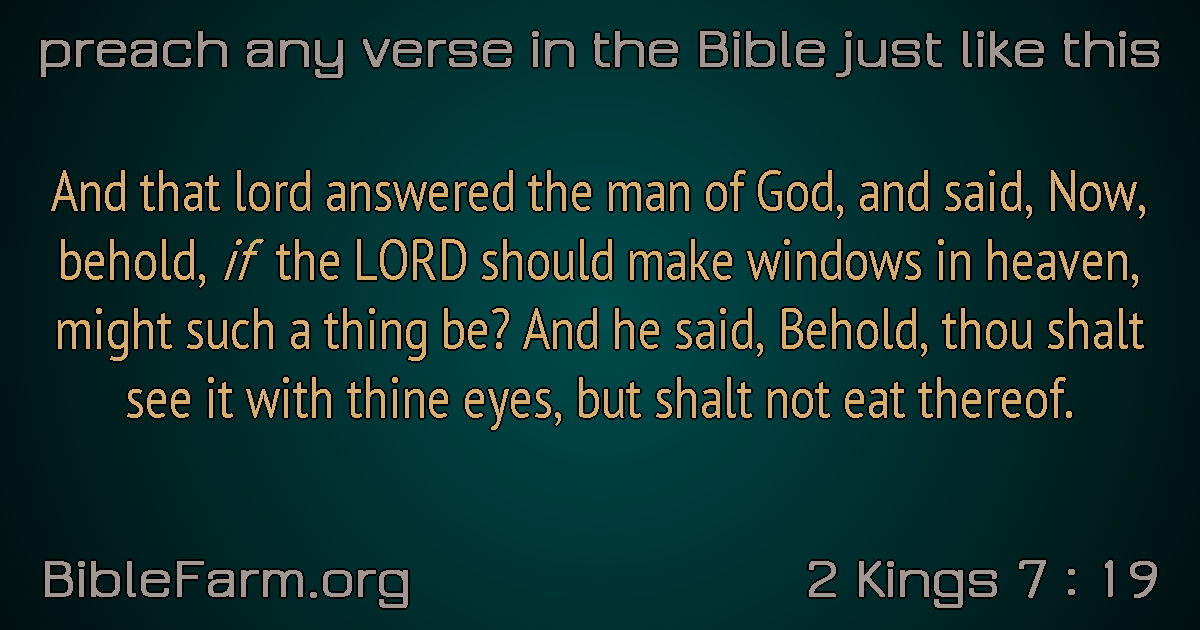 preach any verse in the Bible just like this
And that lord answered the man of God, and said, Now,
behold, if the LORD should make windows in heaven,
might such a thing be? And he said, Behold, thou shalt
see it with thine eyes, but shalt not eat thereof.
BibleFarm.org
2 Kings 7 : 19